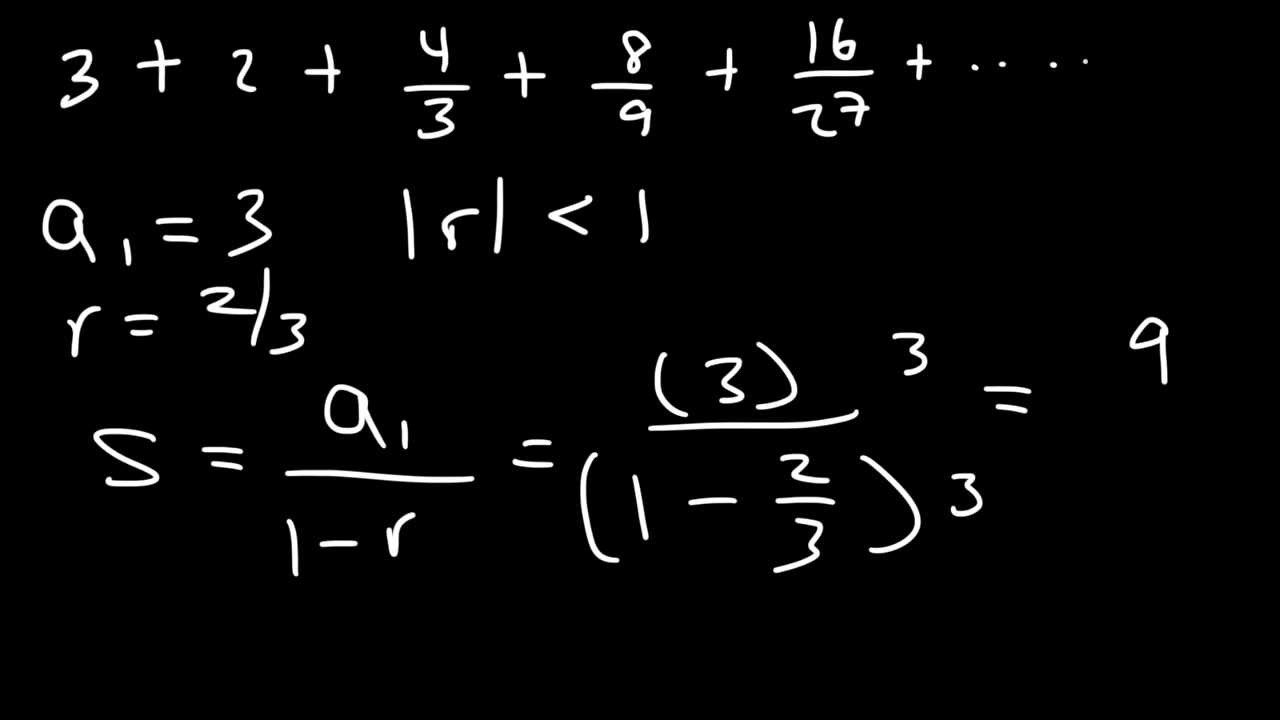 3 + 2 + 4/3 + 8/9 + 16/27 + ....
a₁ = 3 |r| < 1
r = 2/3
S = a₁/(1 - r) = (3) 3/(1 - 2/3) 3 = 9